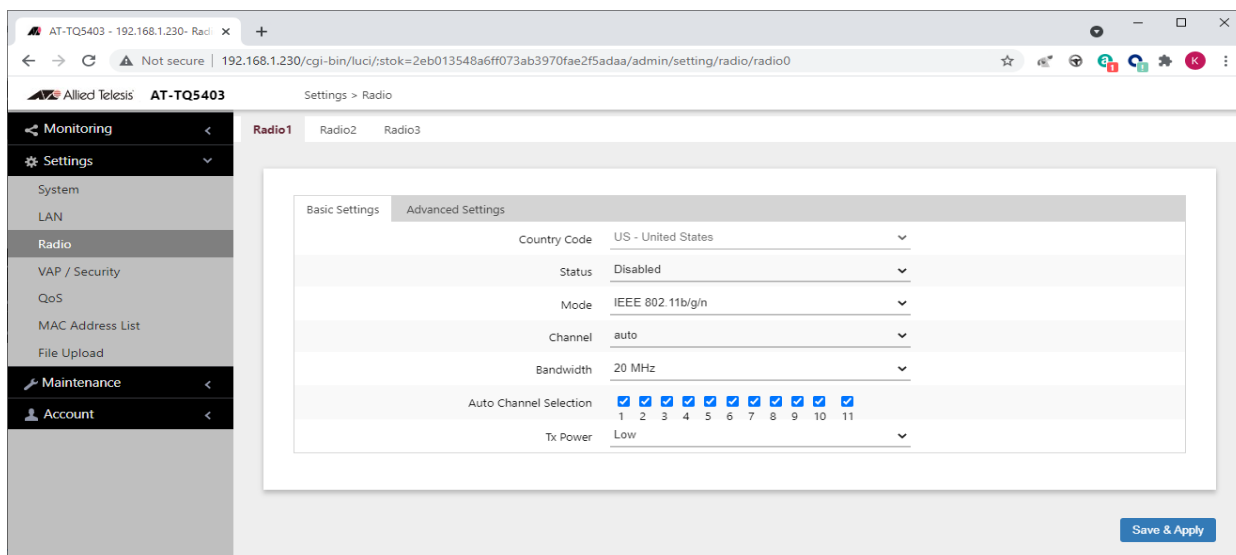 AT-TQ5403 - 192.168.1.230- Radi
Not secure | 192.168.1.230/cgi-bin/luci/;stok=2eb013548a6ff073ab3970fae2f5adaa/admin/setting/radio/radio0
a 1
1
K
Allied Telesis AT-TQ5403 Settings > Radio
Monitoring
Radio1 Radio2 Radio3
Settings
System
LAN
Radio
VAP / Security
QoS
MAC Address List
File Upload
Maintenance
Account
Basic Settings Advanced Settings
Country Code US - United States
Status Disabled
Mode IEEE 802.11b/g/n
Channel auto
Bandwidth 20 MHz
Auto Channel Selection
1 2 3 4 5 6 7 8 9 10 11
Tx Power Low
Save & Apply